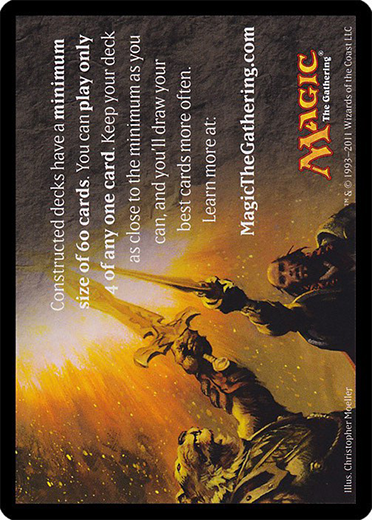 Constructed decks have a minimum
size of 60 cards. You can play only
4 of any one card. Keep your deck
as close to the minimum as you
can, and you'll draw your
best cards more often.
Learn more at:
MagicTheGathering.com
MAGIC
The Gathering®
™ & © 1993–2011 Wizards of the Coast LLC
Illus. Christopher Moeller